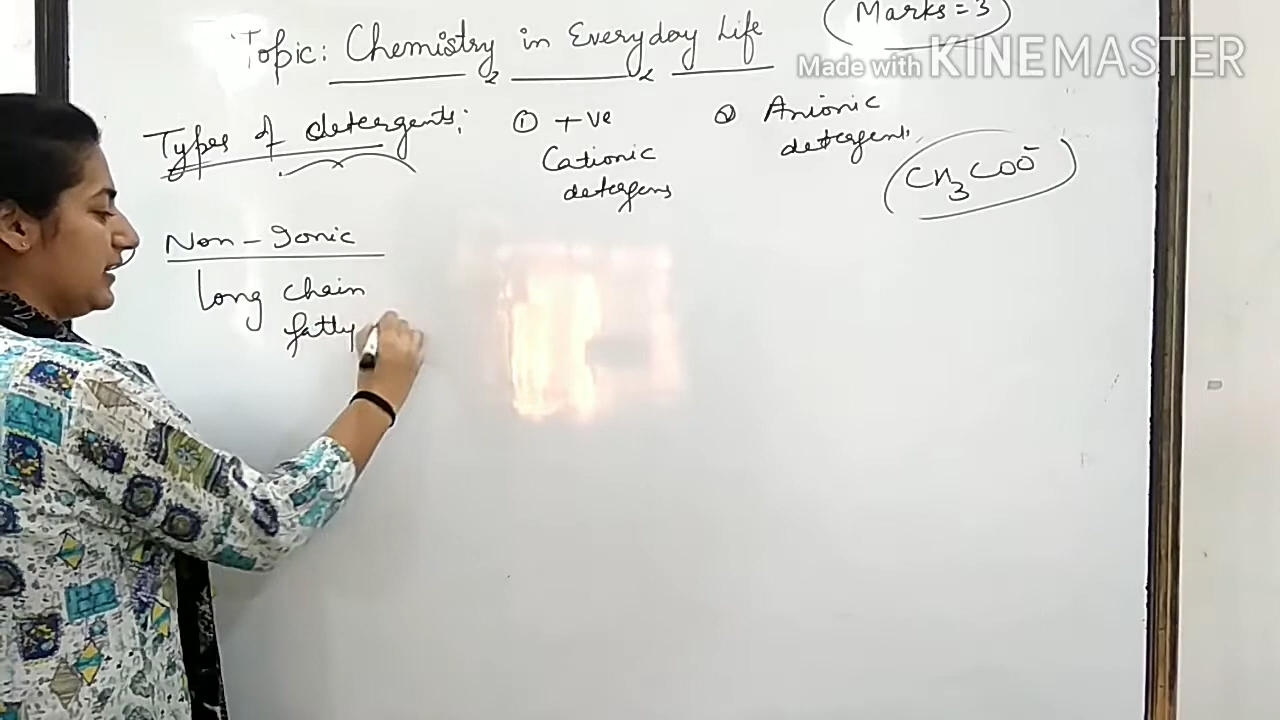 Marks = 3
Topic: Chemistry in Everyday Life
Made with KINEMASTER
Types of detergents:
① +ve
Cationic
detergens
② Anionic
detergents
CH3COO-
Non-Ionic
long chain
fatty